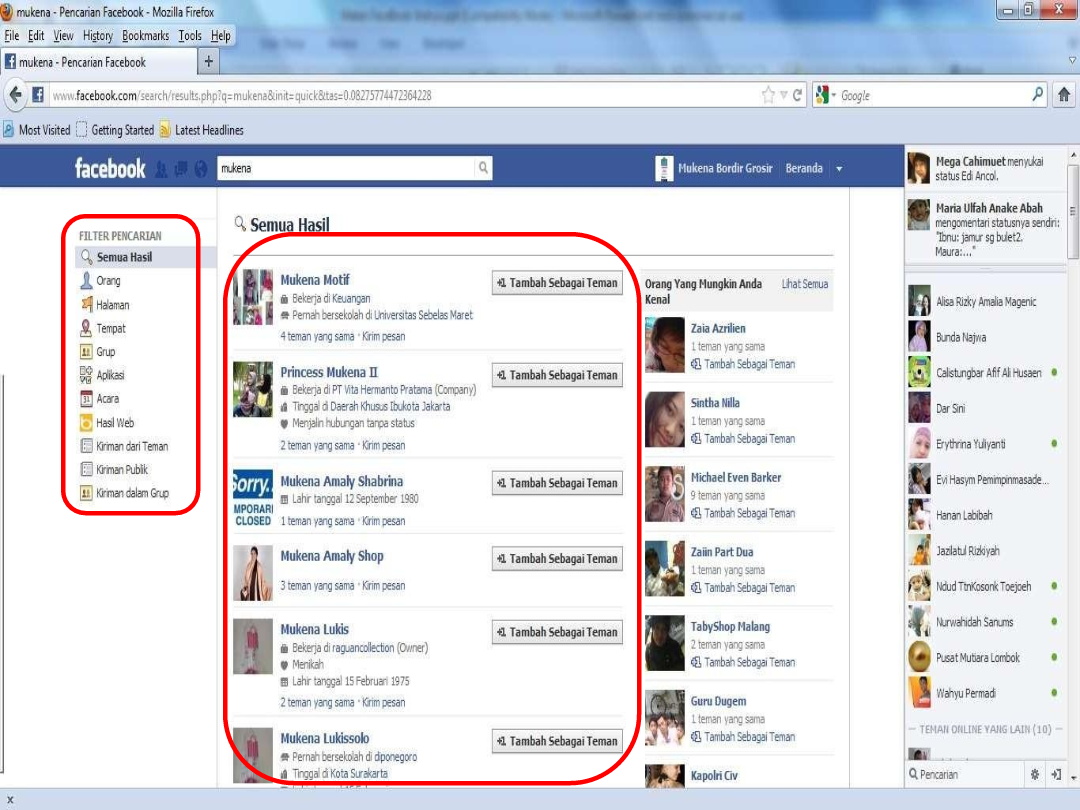 mukena - Pencarian Facebook - Mozilla Firefox
File Edit View History Bookmarks Tools Help
mukena - Pencarian Facebook
www.facebook.com/search/results.php?q=mukena&init=quick&tas=0.08275774472364228
Google
Most Visited Getting Started Latest Headlines
facebook
mukena
Mukena Bordir Grosir Beranda
FILTER PENCARIAN
Semua Hasil
Orang
Halaman
Tempat
Grup
Aplikasi
Acara
31
Hasil Web
Kiriman dari Teman
Kiriman Publik
Kiriman dalam Grup
Semua Hasil
Mukena Motif
Bekerja di Keuangan
Pernah bersekolah di Universitas Sebelas Maret
4 teman yang sama · Kirim pesan
+1 Tambah Sebagai Teman
Princess Mukena II
Bekerja di PT Vita Hermanto Pratama (Company)
Tinggal di Daerah Khusus Ibukota Jakarta
Menjalin hubungan tanpa status
2 teman yang sama · Kirim pesan
+1 Tambah Sebagai Teman
Sorry..
MPORARI
CLOSED
Mukena Amaly Shabrina
Lahir tanggal 12 September 1980
1 teman yang sama · Kirim pesan
+1 Tambah Sebagai Teman
Mukena Amaly Shop
3 teman yang sama · Kirim pesan
+1 Tambah Sebagai Teman
Mukena Lukis
Bekerja di raguancollection (Owner)
Menikah
Lahir tanggal 15 Februari 1975
2 teman yang sama · Kirim pesan
+1 Tambah Sebagai Teman
Mukena Lukissolo
Pernah bersekolah di diponegoro
Tinggal di Kota Surakarta
+1 Tambah Sebagai Teman
Orang Yang Mungkin Anda Kenal
Lihat Semua
Zaia Azrilien
1 teman yang sama
Tambah Sebagai Teman
Sintha Nilla
1 teman yang sama
Tambah Sebagai Teman
Michael Even Barker
9 teman yang sama
Tambah Sebagai Teman
Zaiin Part Dua
1 teman yang sama
Tambah Sebagai Teman
TabyShop Malang
2 teman yang sama
Tambah Sebagai Teman
Guru Dugem
1 teman yang sama
Tambah Sebagai Teman
Kapolri Civ
Mega Cahimuet menyukai
status Edi Ancol.
Maria Ulfah Anake Abah
mengomentari statusnya sendiri:
"Ibnu: jamur sg bulet2.
Maura:..."
Alisa Rizky Amalia Magenic
Bunda Najwa
Calistungbar Afif Ali Husaen
Dar Sini
Erythrina Yuliyanti
Evi Hasym Pemimpinmasade...
Hanan Labibah
Jazilatul Rizkiyah
Ndud TtnKosonk Toejoeh
Nurwahidah Sanums
Pusat Mutiara Lombok
Wahyu Permadi
TEMAN ONLINE YANG LAIN (10)
Pencarian
x